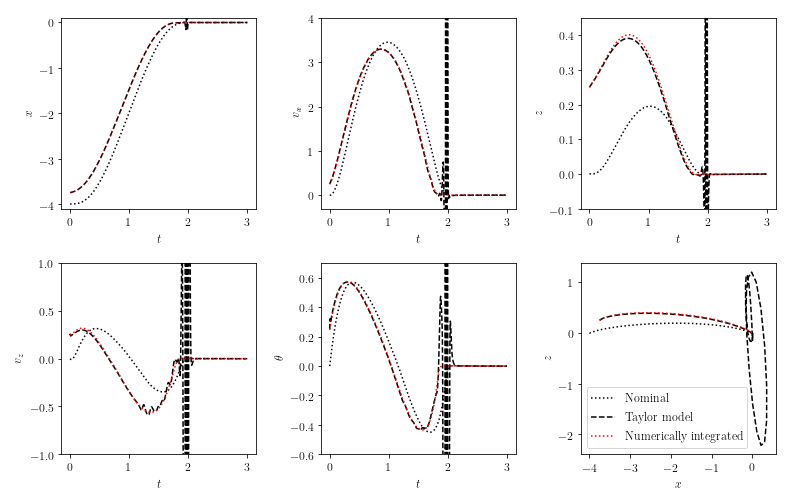 0
−1
−2
−3
−4
x
0 1 2 3
t
4
3
2
1
0
v_x
0 1 2 3
t
0.4
0.3
0.2
0.1
0.0
−0.1
z
0 1 2 3
t
1.0
0.5
0.0
−0.5
−1.0
v_z
0 1 2 3
t
0.6
0.4
0.2
0.0
−0.2
−0.4
−0.6
θ
0 1 2 3
t
1
0
−1
−2
z
Nominal
Taylor model
Numerically integrated
−4 −3 −2 −1 0
x